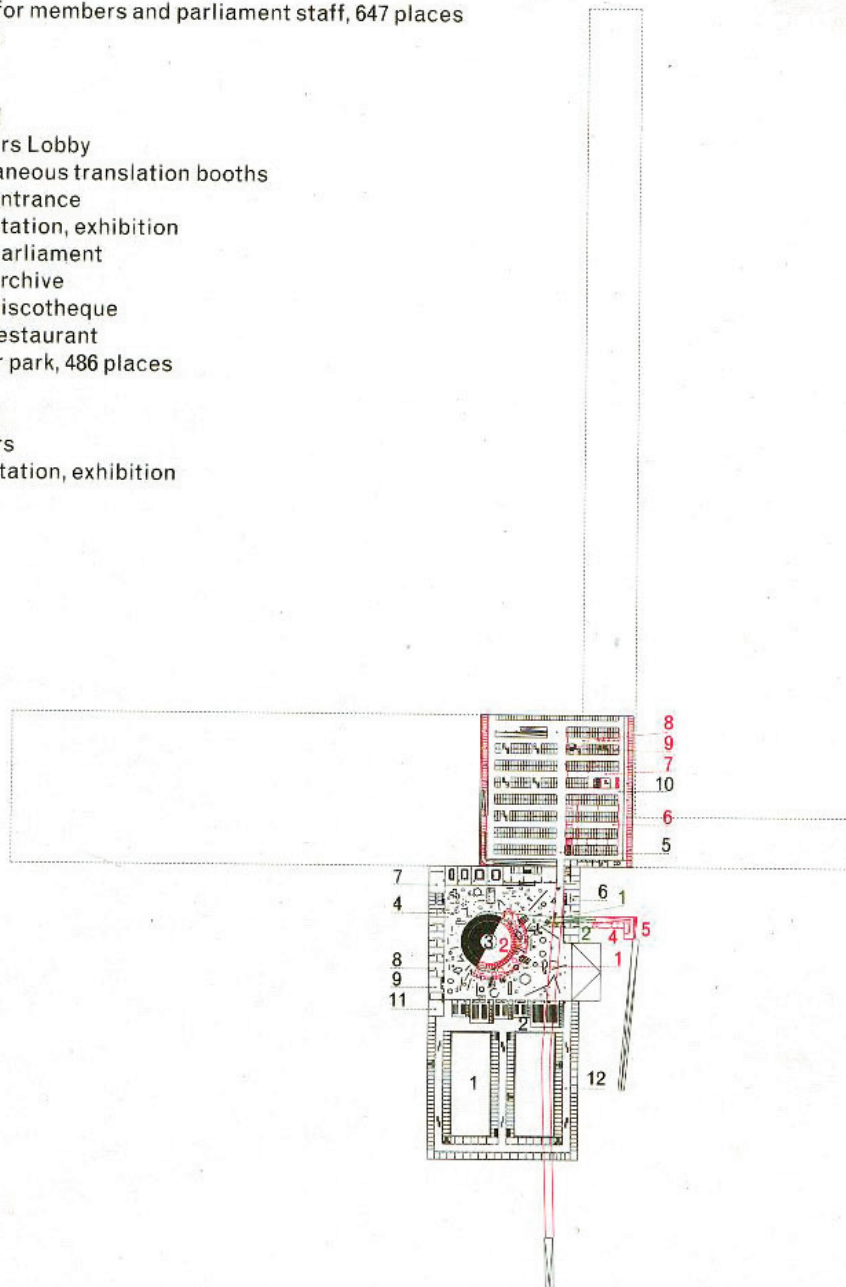 for members and parliament staff, 647 places
rs Lobby
aneous translation booths
ntrance
tation, exhibition
arliament
rchive
iscotheque
estaurant
r park, 486 places
rs
tation, exhibition
8
9
7
10
6
5
7
6
1
4
3
2
2
4
5
8
1
9
11
2
1
12